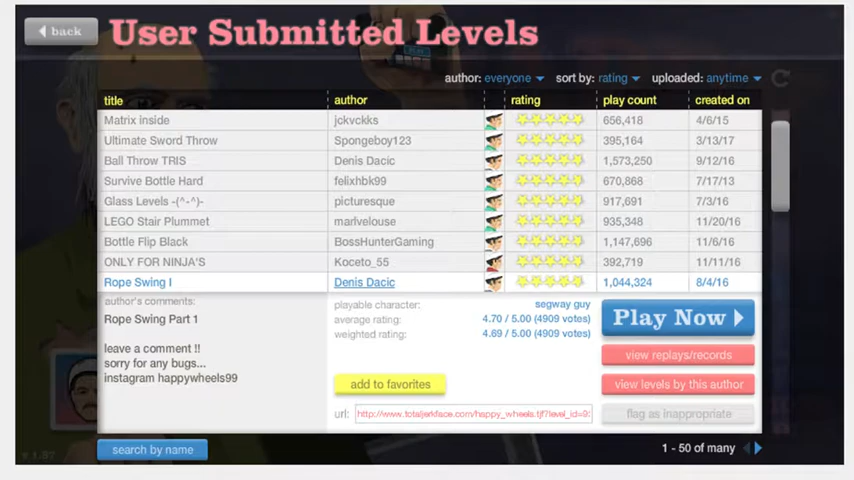 back
User Submitted Levels
author: everyone sort by: rating uploaded: anytime
title author rating play count created on
Matrix inside jckvckks 656,418 4/6/15
Ultimate Sword Throw Spongeboy123 395,164 3/13/17
Ball Throw TRIS Denis Dacic 1,573,250 9/12/16
Survive Bottle Hard felixhbk99 670,868 7/17/13
Glass Levels -(^-^)- picturesque 917,691 7/3/16
LEGO Stair Plummet marlvelouse 935,348 11/20/16
Bottle Flip Black BossHunterGaming 1,147,696 11/6/16
ONLY FOR NINJA'S Koceto_55 392,719 11/11/16
Rope Swing I Denis Dacic 1,044,324 8/4/16
author's comments:
Rope Swing Part 1
leave a comment !!
sorry for any bugs...
instagram happywheels99
playable character: segway guy
average rating: 4.70 / 5.00 (4909 votes)
weighted rating: 4.69 / 5.00 (4909 votes)
add to favorites
url: http://www.totaljerkface.com/happy_wheels.tjf?level_id=9
Play Now
view replays/records
view levels by this author
flag as inappropriate
v 1.87
search by name
1 - 50 of many